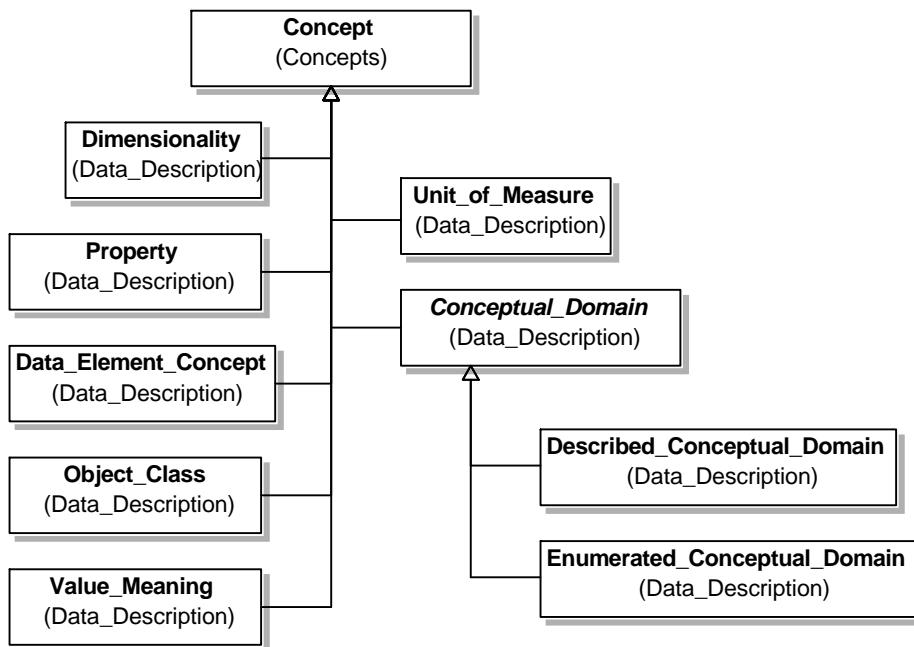 Concept
(Concepts)
Dimensionality
(Data_Description)
Unit_of_Measure
(Data_Description)
Property
(Data_Description)
Conceptual_Domain
(Data_Description)
Data_Element_Concept
(Data_Description)
Described_Conceptual_Domain
(Data_Description)
Object_Class
(Data_Description)
Enumerated_Conceptual_Domain
(Data_Description)
Value_Meaning
(Data_Description)